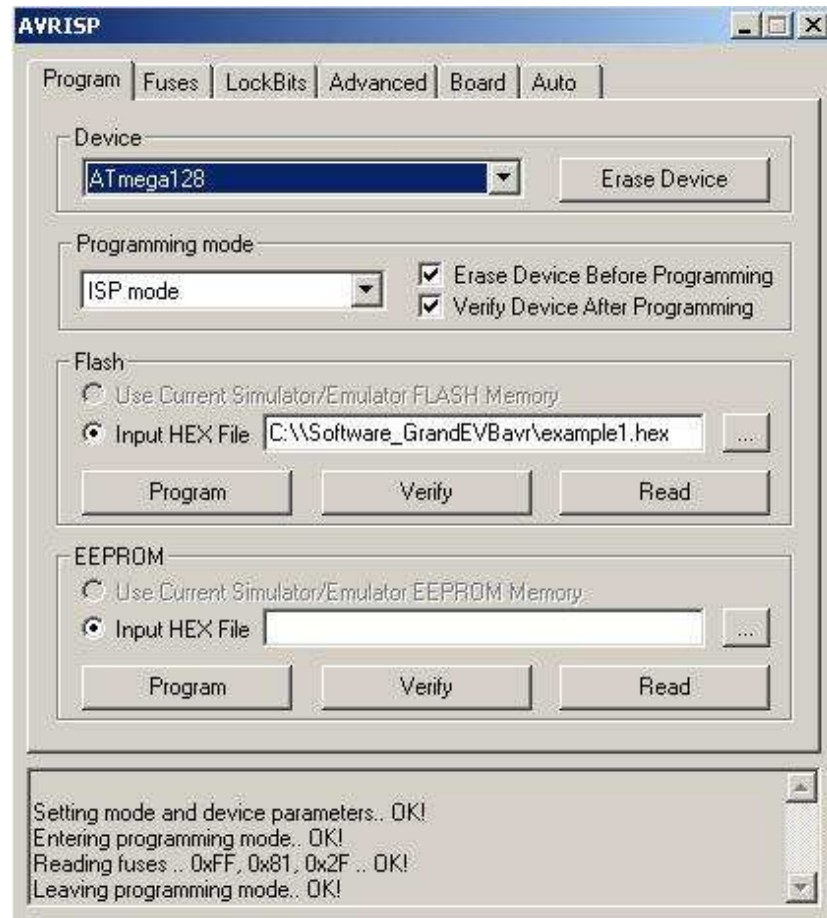 AVRISP
Program Fuses LockBits Advanced Board Auto
Device
ATmega128
Erase Device
Programming mode
ISP mode
Erase Device Before Programming
Verify Device After Programming
Flash
Use Current Simulator/Emulator FLASH Memory
Input HEX File C:\\Software_GrandEVBavr\example1.hex ...
Program Verify Read
EEPROM
Use Current Simulator/Emulator EEPROM Memory
Input HEX File ...
Program Verify Read
Setting mode and device parameters.. OK!
Entering programming mode.. OK!
Reading fuses .. 0xFF, 0x81, 0x2F .. OK!
Leaving programming mode.. OK!